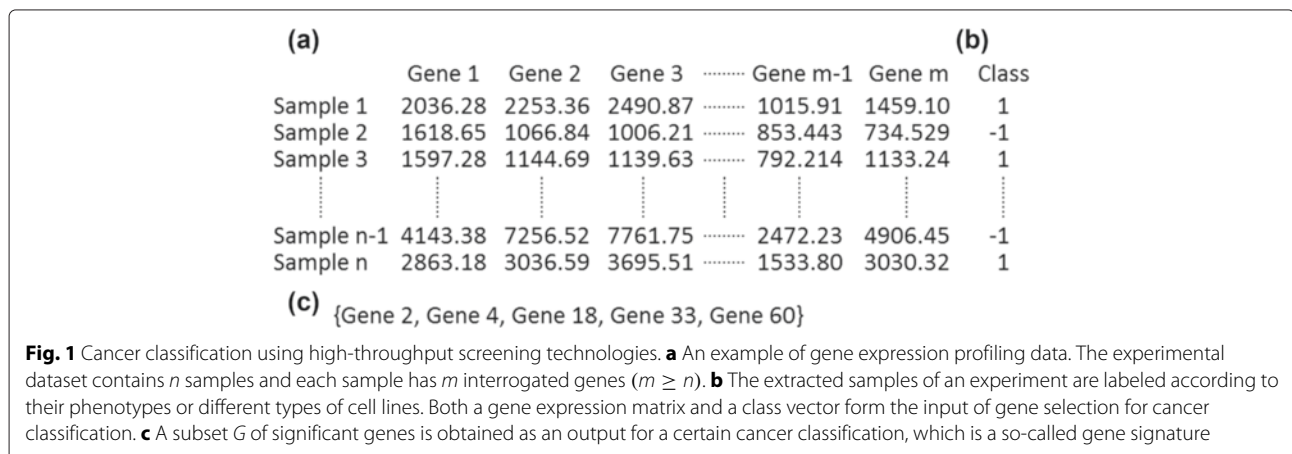 (a) (b)
Gene 1 Gene 2 Gene 3 ········· Gene m-1 Gene m Class
Sample 1 2036.28 2253.36 2490.87 ········· 1015.91 1459.10 1
Sample 2 1618.65 1066.84 1006.21 ········· 853.443 734.529 -1
Sample 3 1597.28 1144.69 1139.63 ········· 792.214 1133.24 1
Sample n-1 4143.38 7256.52 7761.75 ········· 2472.23 4906.45 -1
Sample n 2863.18 3036.59 3695.51 ········· 1533.80 3030.32 1
(c) {Gene 2, Gene 4, Gene 18, Gene 33, Gene 60}
Fig. 1 Cancer classification using high-throughput screening technologies. a An example of gene expression profiling data. The experimental
dataset contains n samples and each sample has m interrogated genes (m ≥ n). b The extracted samples of an experiment are labeled according to
their phenotypes or different types of cell lines. Both a gene expression matrix and a class vector form the input of gene selection for cancer
classification. c A subset G of significant genes is obtained as an output for a certain cancer classification, which is a so-called gene signature